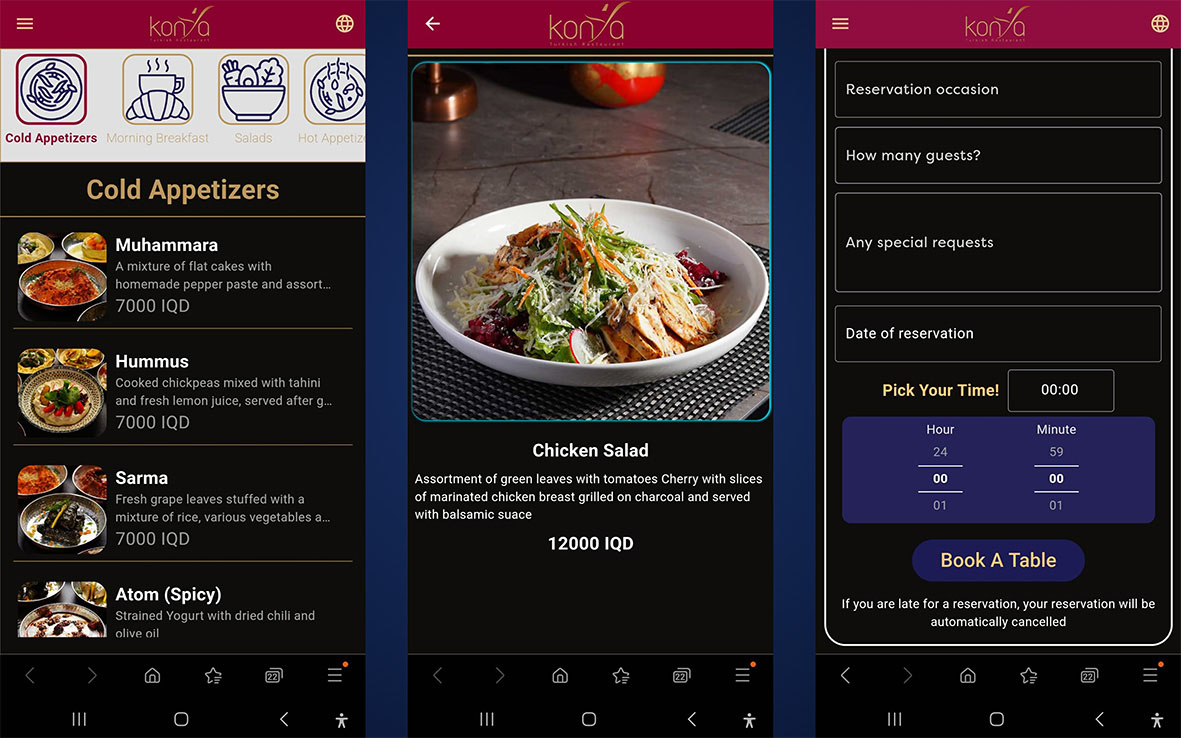 konya
Turkish Restaurant
Cold Appetizers
Morning Breakfast
Salads
Hot Appetize
Cold Appetizers
Muhammara
A mixture of flat cakes with
homemade pepper paste and assort...
7000 IQD
Hummus
Cooked chickpeas mixed with tahini
and fresh lemon juice, served after g...
7000 IQD
Sarma
Fresh grape leaves stuffed with a
mixture of rice, various vegetables a...
7000 IQD
Atom (Spicy)
Strained Yogurt with dried chili and
olive oil
22
konya
Turkish Restaurant
Chicken Salad
Assortment of green leaves with tomatoes Cherry with slices
of marinated chicken breast grilled on charcoal and served
with balsamic suace
12000 IQD
22
konya
Turkish Restaurant
Reservation occasion
How many guests?
Any special requests
Date of reservation
Pick Your Time! 00:00
Hour Minute
24 59
00 00
01 01
Book A Table
If you are late for a reservation, your reservation will be
automatically cancelled
22